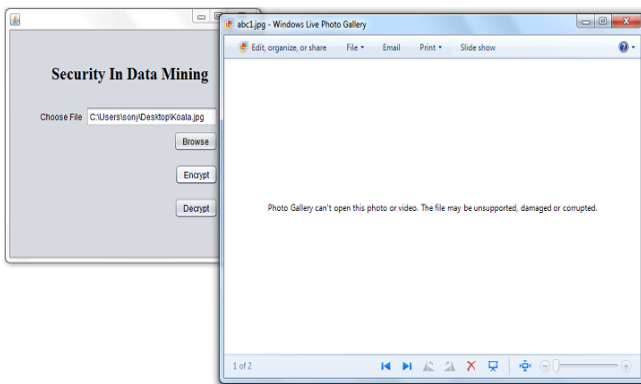 Security In Data Mining
Choose File C:\Users\sony\Desktop\Koala.jpg
Browse
Encrypt
Decrypt
abc1.jpg - Windows Live Photo Gallery
Edit, organize, or share File Email Print Slide show
Photo Gallery can't open this photo or video. The file may be unsupported, damaged or corrupted.
1 of 2